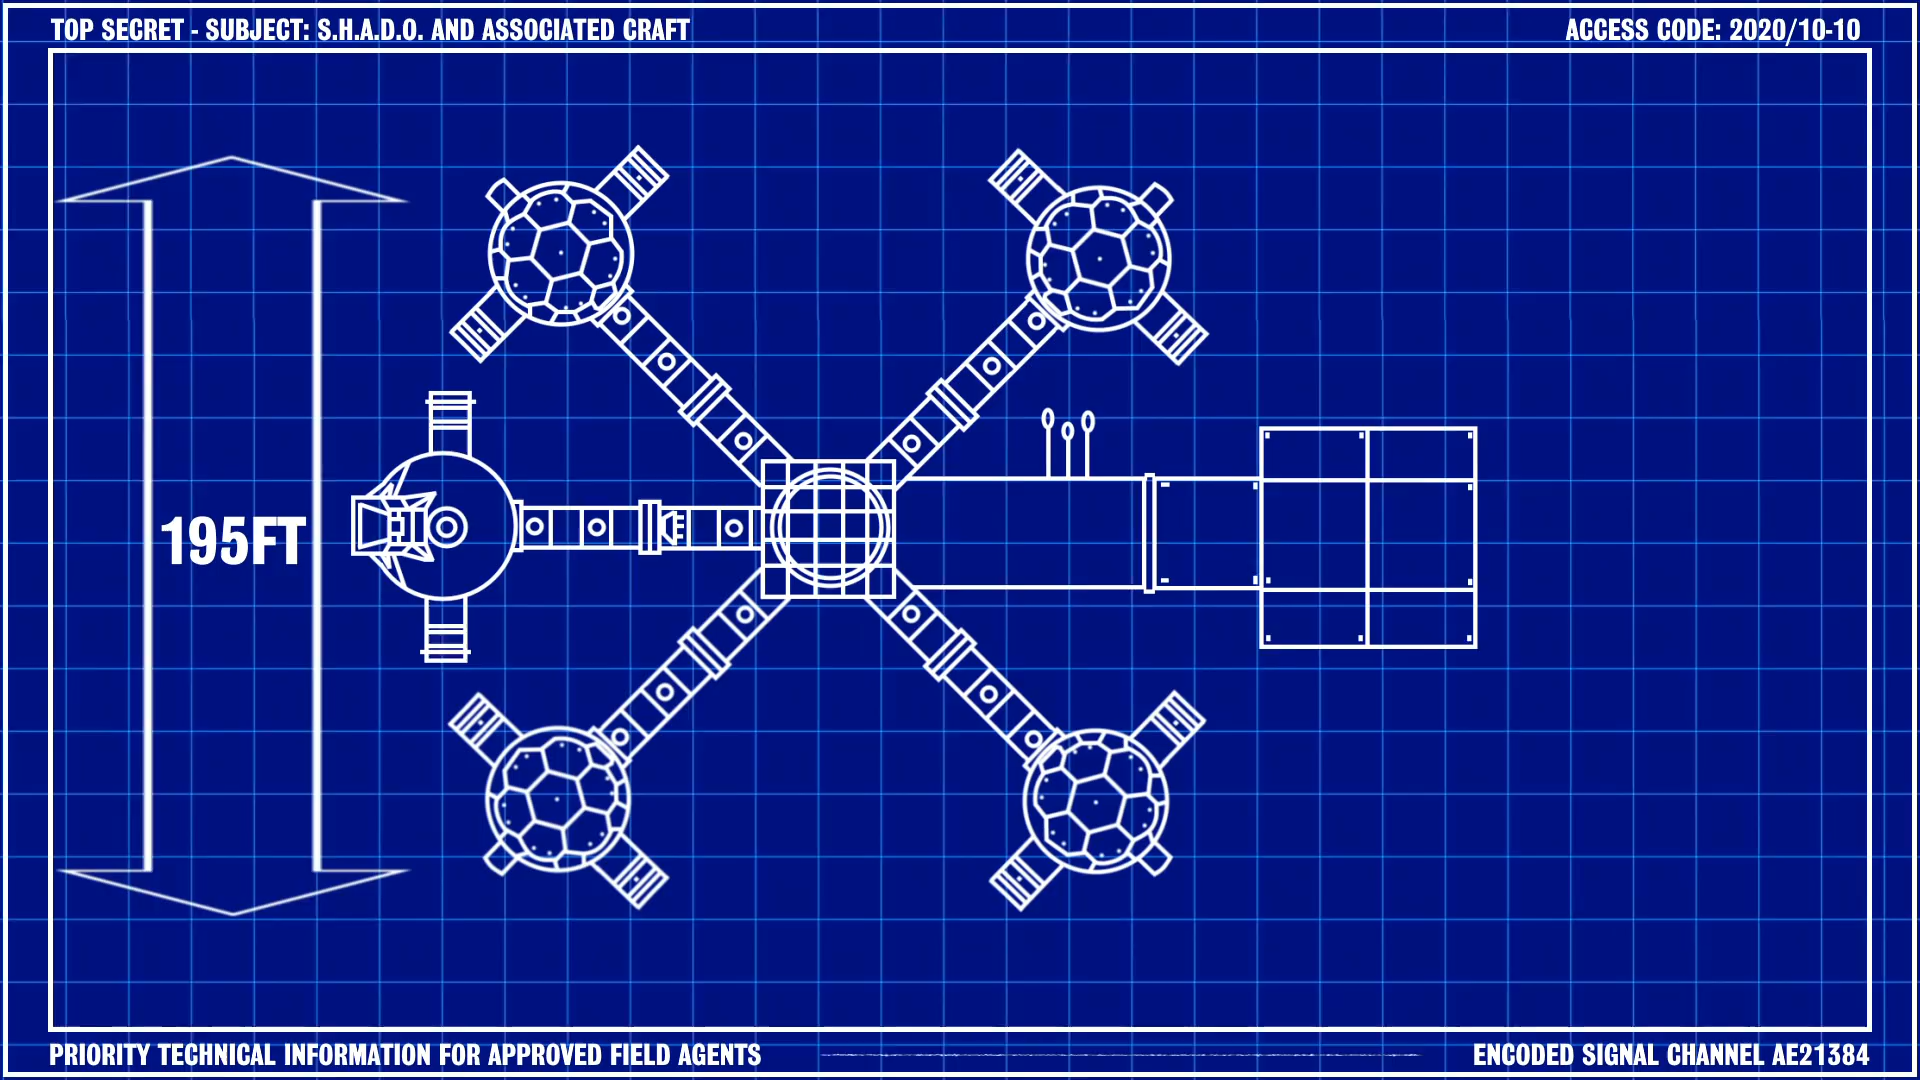 TOP SECRET - SUBJECT: S.H.A.D.O. AND ASSOCIATED CRAFT
ACCESS CODE: 2020/10-10
195FT
PRIORITY TECHNICAL INFORMATION FOR APPROVED FIELD AGENTS
ENCODED SIGNAL CHANNEL AE21384